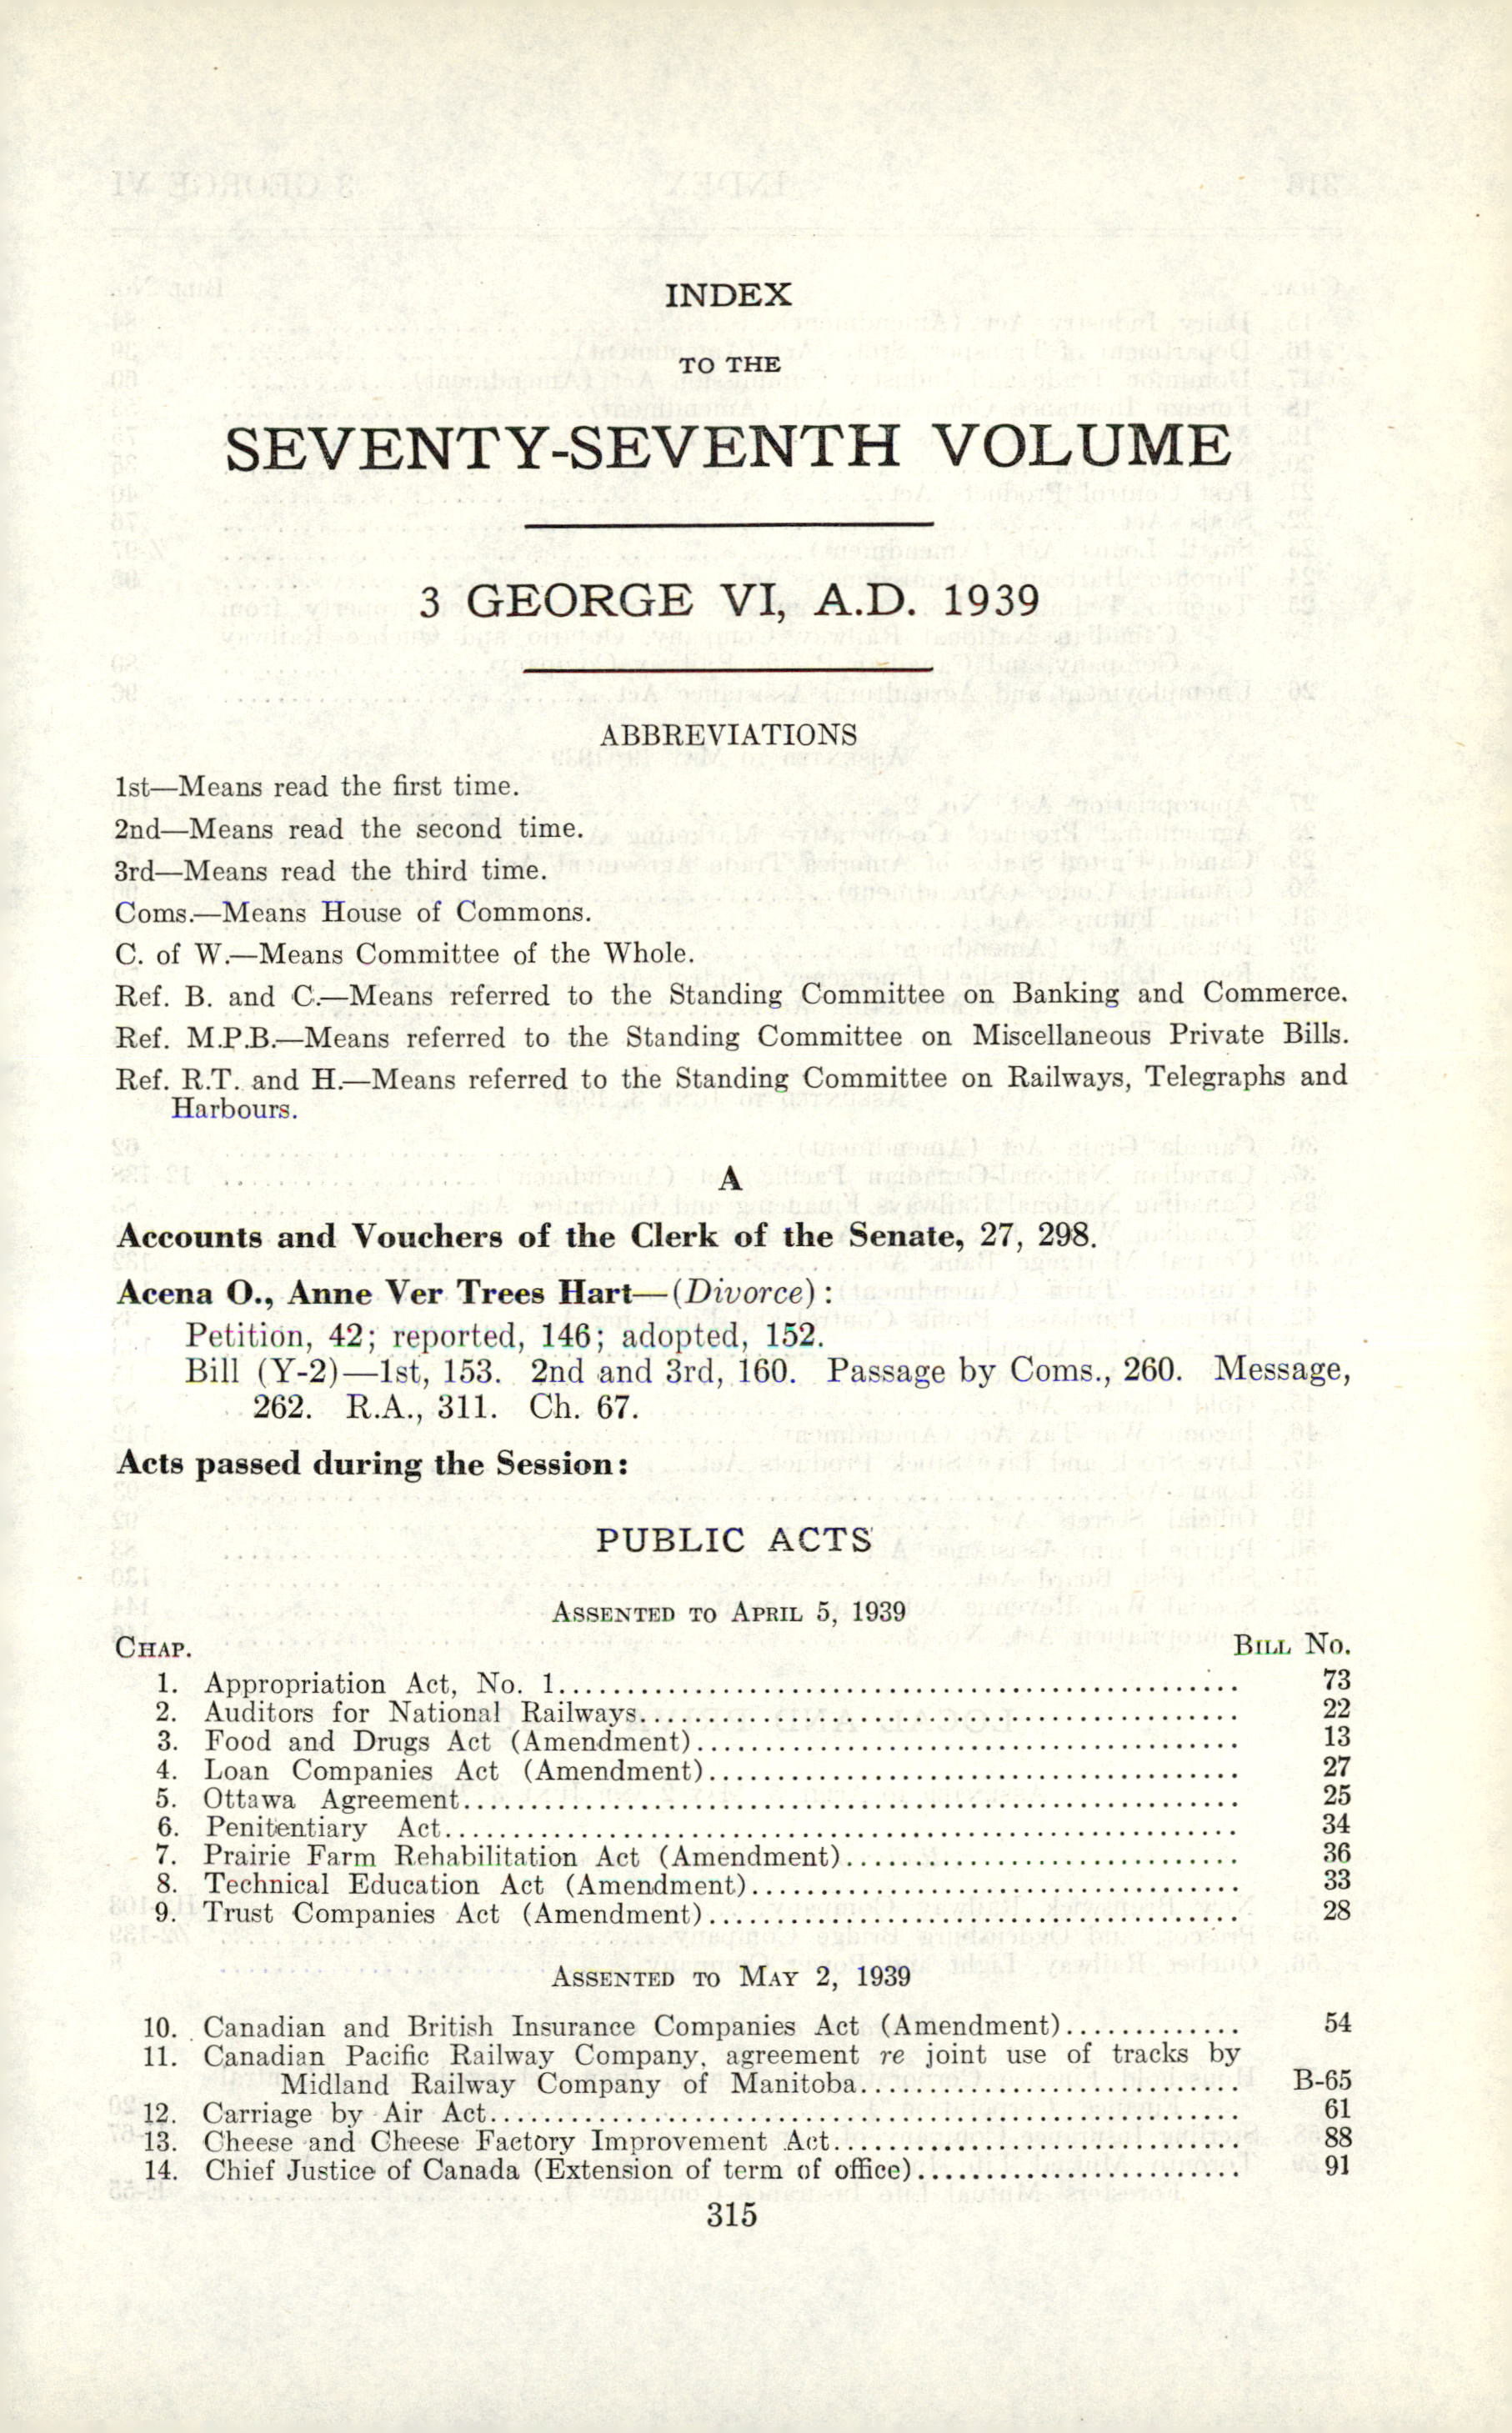 INDEX
TO THE
SEVENTY-SEVENTH VOLUME
3 GEORGE VI, A.D. 1939
ABBREVIATIONS
1st—Means read the first time.
2nd—Means read the second time.
3rd—Means read the third time.
Coms.—Means House of Commons.
C. of W.—Means Committee of the Whole.
Ref. B. and C.—Means referred to the Standing Committee on Banking and Commerce.
Ref. M.P.B.—Means referred to the Standing Committee on Miscellaneous Private Bills.
Ref. R.T. and H.—Means referred to the Standing Committee on Railways, Telegraphs and
Harbours.
A
Accounts and Vouchers of the Clerk of the Senate, 27, 298.
Acena O., Anne Ver Trees Hart—(Divorce):
Petition, 42; reported, 146; adopted, 152.
Bill (Y-2)—1st, 153. 2nd and 3rd, 160. Passage by Coms., 260. Message,
262. R.A., 311. Ch. 67.
Acts passed during the Session:
PUBLIC ACTS
ASSENTED TO APRIL 5, 1939
CHAP. BILL No.
1. Appropriation Act, No. 1 73
2. Auditors for National Railways 22
3. Food and Drugs Act (Amendment) 13
4. Loan Companies Act (Amendment) 27
5. Ottawa Agreement 25
6. Penitentiary Act 34
7. Prairie Farm Rehabilitation Act (Amendment) 36
8. Technical Education Act (Amendment) 33
9. Trust Companies Act (Amendment) 28
ASSENTED TO MAY 2, 1939
10. Canadian and British Insurance Companies Act (Amendment) 54
11. Canadian Pacific Railway Company, agreement re joint use of tracks by
Midland Railway Company of Manitoba B-65
12. Carriage by Air Act 61
13. Cheese and Cheese Factory Improvement Act 88
14. Chief Justice of Canada (Extension of term of office) 91
315